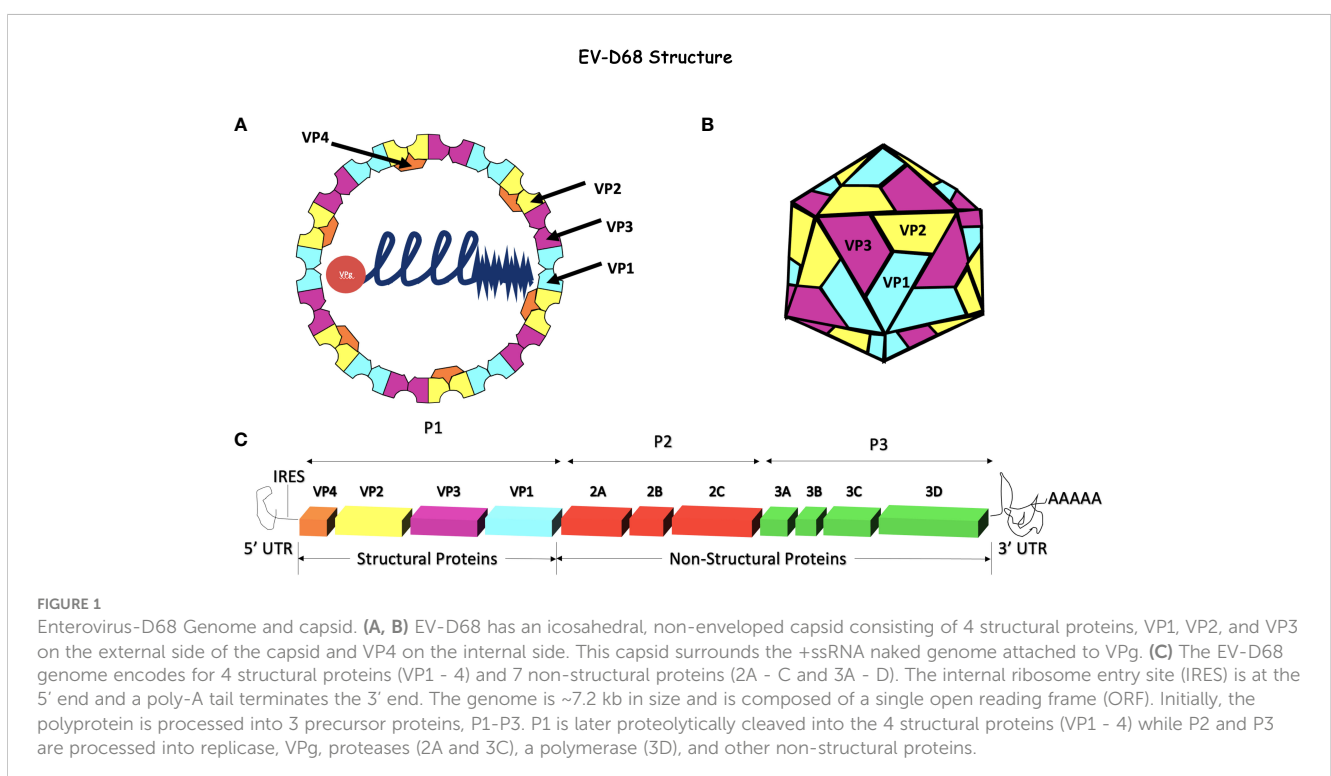 EV-D68 Structure
A
B
VP4
VP2
VP3
VP1
VPg
VP2
VP3
VP1
C
P1
P2
P3
IRES
VP4
VP2
VP3
VP1
2A
2B
2C
3A
3B
3C
3D
AAAAA
5' UTR
Structural Proteins
Non-Structural Proteins
3' UTR
FIGURE 1
Enterovirus-D68 Genome and capsid. (A, B) EV-D68 has an icosahedral, non-enveloped capsid consisting of 4 structural proteins, VP1, VP2, and VP3
on the external side of the capsid and VP4 on the internal side. This capsid surrounds the +ssRNA naked genome attached to VPg. (C) The EV-D68
genome encodes for 4 structural proteins (VP1 - 4) and 7 non-structural proteins (2A - C and 3A - D). The internal ribosome entry site (IRES) is at the
5' end and a poly-A tail terminates the 3' end. The genome is ~7.2 kb in size and is composed of a single open reading frame (ORF). Initially, the
polyprotein is processed into 3 precursor proteins, P1-P3. P1 is later proteolytically cleaved into the 4 structural proteins (VP1 - 4) while P2 and P3
are processed into replicase, VPg, proteases (2A and 3C), a polymerase (3D), and other non-structural proteins.